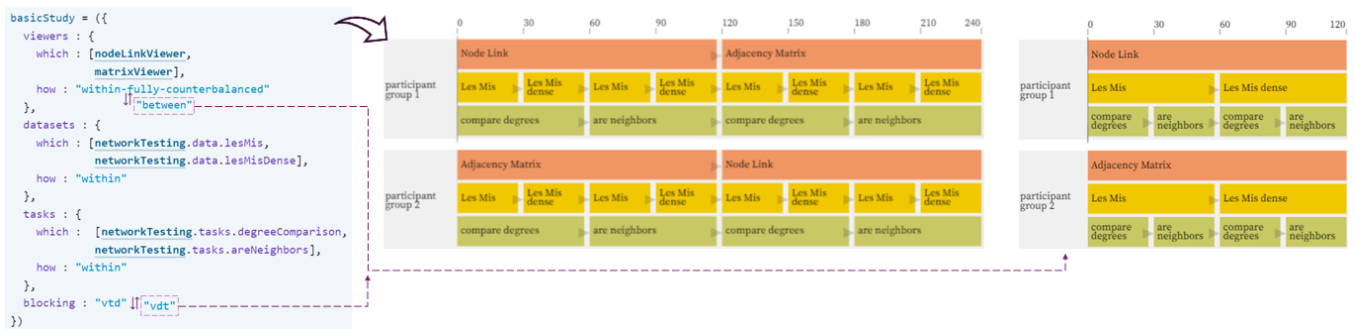 basicStudy = ({
viewers : {
which : [nodeLinkViewer,
matrixViewer],
how : "within-fully-counterbalanced"
"between"
},
datasets : {
which : [networkTesting.data.lesMis,
networkTesting.data.lesMisDense],
how : "within"
},
tasks : {
which : [networkTesting.tasks.degreeComparison,
networkTesting.tasks.areNeighbors],
how : "within"
},
blocking : "vtd" "vdt"
})
0 30 60 90 120 150 180 210 240
participant
group 1
Node Link Adjacency Matrix
Les Mis Les Mis dense Les Mis Les Mis dense Les Mis Les Mis dense Les Mis Les Mis dense
compare degrees are neighbors compare degrees are neighbors
participant
group 2
Adjacency Matrix Node Link
Les Mis Les Mis dense Les Mis Les Mis dense Les Mis Les Mis dense Les Mis Les Mis dense
compare degrees are neighbors compare degrees are neighbors
0 30 60 90 120
participant
group 1
Node Link
Les Mis Les Mis dense
compare degrees are neighbors compare degrees are neighbors
participant
group 2
Adjacency Matrix
Les Mis Les Mis dense
compare degrees are neighbors compare degrees are neighbors